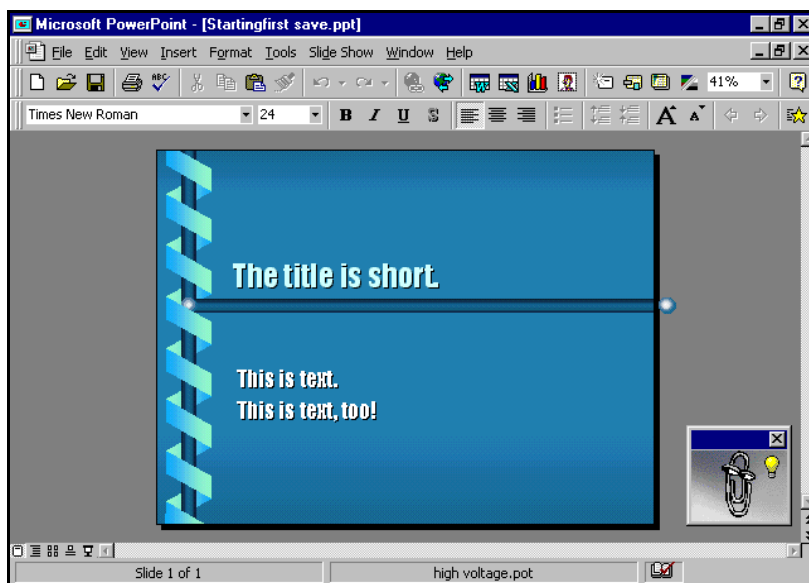 Microsoft PowerPoint - [Startingfirst save.ppt]
File Edit View Insert Format Tools Slide Show Window Help
ABC 41%
Times New Roman 24 B I U S A A
The title is short.
This is text.
This is text, too!
Slide 1 of 1 high voltage.pot